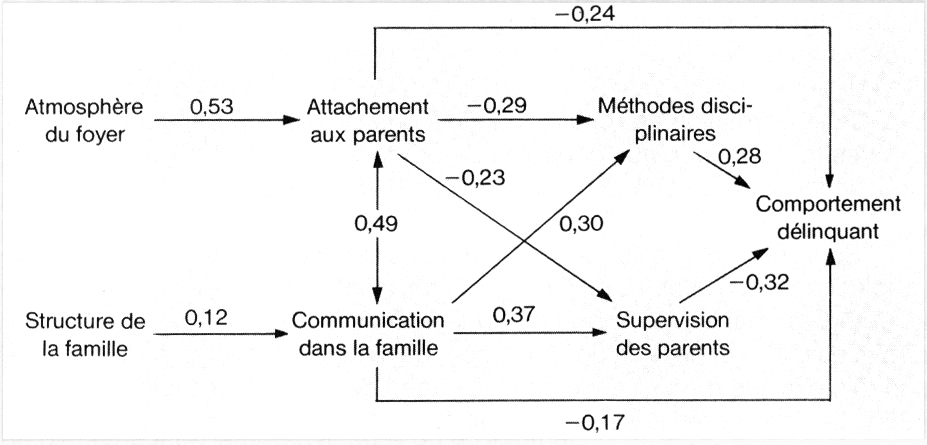 −0,24
Atmosphère
du foyer
0,53
Attachement
aux parents
−0,29
Méthodes disci-
plinaires
0,28
−0,23
0,49
0,30
Comportement
délinquant
−0,32
Structure de
la famille
0,12
Communication
dans la famille
0,37
Supervision
des parents
−0,17